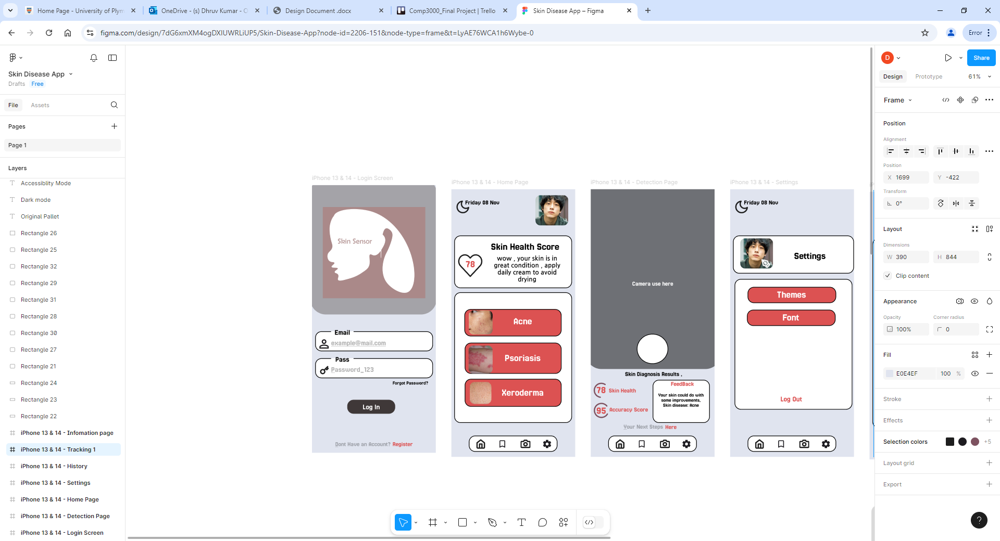 Home Page - University of Plym
OneDrive - (s) Dhruv Kumar - O
Design Document .docx
Comp3000_Final Project | Trello
Skin Disease App – Figma
figma.com/design/7dG6xmXM4ogDXIUWRLiUP5/Skin-Disease-App?node-id=2206-151&node-type=frame&t=LyAE76WCA1h6Wybe-0
Error
Skin Disease App
Drafts
Free
File
Assets
Pages
Page 1
Layers
Accessiblity Mode
Dark mode
Original Pallet
Rectangle 26
Rectangle 25
Rectangle 32
Rectangle 29
Rectangle 31
Rectangle 28
Rectangle 30
Rectangle 27
Rectangle 21
Rectangle 24
Rectangle 23
Rectangle 22
iPhone 13 & 14 - Infomation page
iPhone 13 & 14 - Tracking 1
iPhone 13 & 14 - History
iPhone 13 & 14 - Settings
iPhone 13 & 14 - Home Page
iPhone 13 & 14 - Detection Page
iPhone 13 & 14 - Login Screen
iPhone 13 & 14 - Login Screen
Skin Sensor
Email
example@mail.com
Pass
Password_123
Forgot Password?
Log In
Dont Have an Account? Register
iPhone 13 & 14 - Home Page
Friday 08 Nov
Skin Health Score
78
wow , your skin is in
great condition , apply
daily cream to avoid
drying
Acne
Psoriasis
Xeroderma
iPhone 13 & 14 - Detection Page
Camera use here
Skin Diagnosis Results ,
78 Skin Health
95 Accuracy Score
FeedBack
Your skin could do with
some improvements,
Skin disease: Acne
Your Next Steps Here
iPhone 13 & 14 - Settings
Friday 08 Nov
Settings
Themes
Font
Log Out
D
Share
Design
Prototype
61%
Frame
Position
Alignment
Position
X 1699
Y -422
Transform
0°
Layout
Dimensions
W 390
H 844
Clip content
Appearance
Opacity
Corner radius
100%
0
Fill
E0E4EF
100 %
Stroke
Effects
Selection colors
+5
Layout grid
Export
?